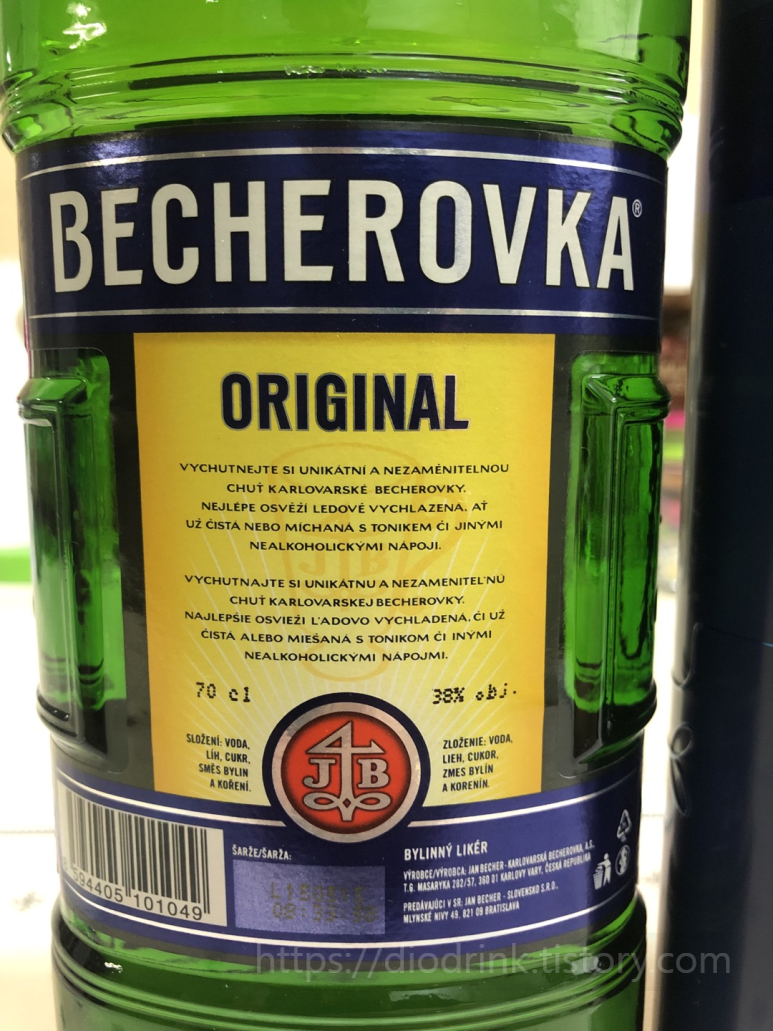 BECHEROVKA®
ORIGINAL
VYCHUTNEJTE SI UNIKÁTNÍ A NEZAMĚNITELNOU
CHUŤ KARLOVARSKÉ BECHEROVKY.
NEJLÉPE OSVĚŽÍ LEDOVĚ VYCHLAZENÁ, AŤ
UŽ ČISTÁ NEBO MÍCHANÁ S TONIKEM ČI JINÝMI
NEALKOHOLICKÝMI NÁPOJI.
VYCHUTNAJTE SI UNIKÁTNU A NEZAMENITEĽNÚ
CHUŤ KARLOVARSKEJ BECHEROVKY.
NAJLEPŠIE OSVIEŽI ĽADOVO VYCHLADENÁ, ČI UŽ
ČISTÁ ALEBO MIEŠANÁ S TONIKOM ČI INÝMI
NEALKOHOLICKÝMI NÁPOJMI.
70 cl
38% obj.
SLOŽENÍ: VODA,
LÍH, CUKR,
SMĚS BYLIN
A KOŘENÍ.
ZLOŽENIE: VODA,
LIEH, CUKOR,
ZMES BYLÍN
A KORENÍN.
JTB
ŠARŽE/ŠARŽA:
594405 101049
BYLINNÝ LIKÉR
VÝROBCE/VÝROBCA: JAN BECHER - KARLOVARSKÁ BECHEROVKA, A.S.
T.G. MASARYKA 282/57, 360 01 KARLOVY VARY, ČESKÁ REPUBLIKA
PREDÁVAJÚCI V SR: JAN BECHER - SLOVENSKO S.R.O.,
MLYNSKÉ NIVY 49, 821 09 BRATISLAVA
https://diodrink.tistory.com